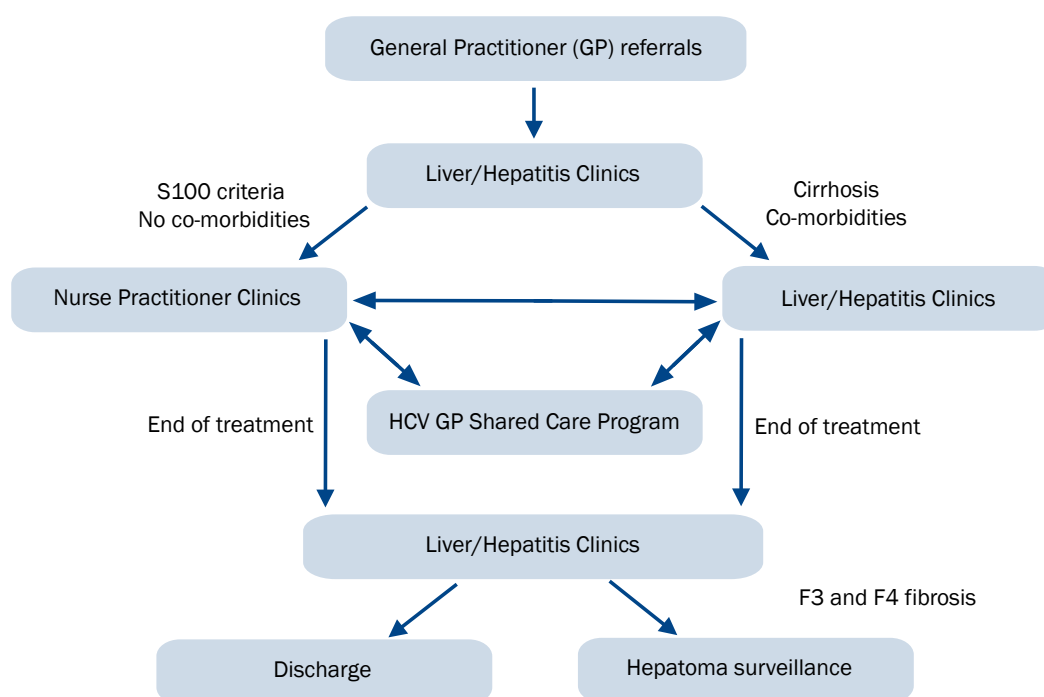 General Practitioner (GP) referrals
Liver/Hepatitis Clinics
S100 criteria
No co-morbidities
Cirrhosis
Co-morbidities
Nurse Practitioner Clinics
Liver/Hepatitis Clinics
HCV GP Shared Care Program
End of treatment
End of treatment
Liver/Hepatitis Clinics
F3 and F4 fibrosis
Discharge
Hepatoma surveillance